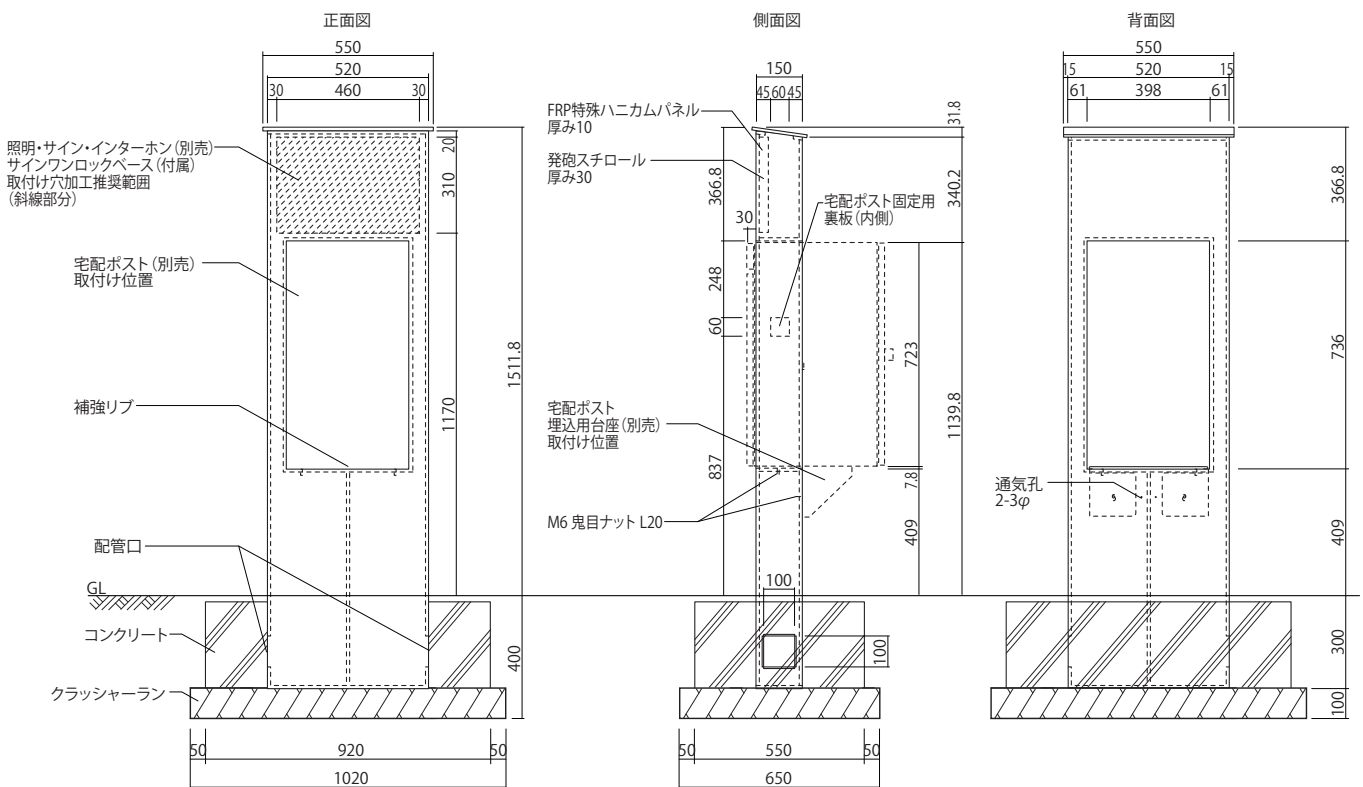 正面図
550
520
30
460
30
照明・サイン・インターホン(別売)
サインワンロックベース(付属)
取付け穴加工推奨範囲
(斜線部分)
20
310
宅配ポスト(別売)
取付け位置
1170
1511.8
補強リブ
配管口
GL
コンクリート
クラッシャーラン
400
50
920
50
1020
側面図
150
45
60
45
31.8
FRP特殊ハニカムパネル
厚み10
発砲スチロール
厚み30
366.8
340.2
30
宅配ポスト固定用
裏板(内側)
248
60
723
1139.8
宅配ポスト
埋込用台座(別売)
取付け位置
837
7.8
M6 鬼目ナット L20
409
100
100
50
550
50
650
背面図
550
15
520
15
61
398
61
366.8
736
通気孔
2-3φ
409
300
100